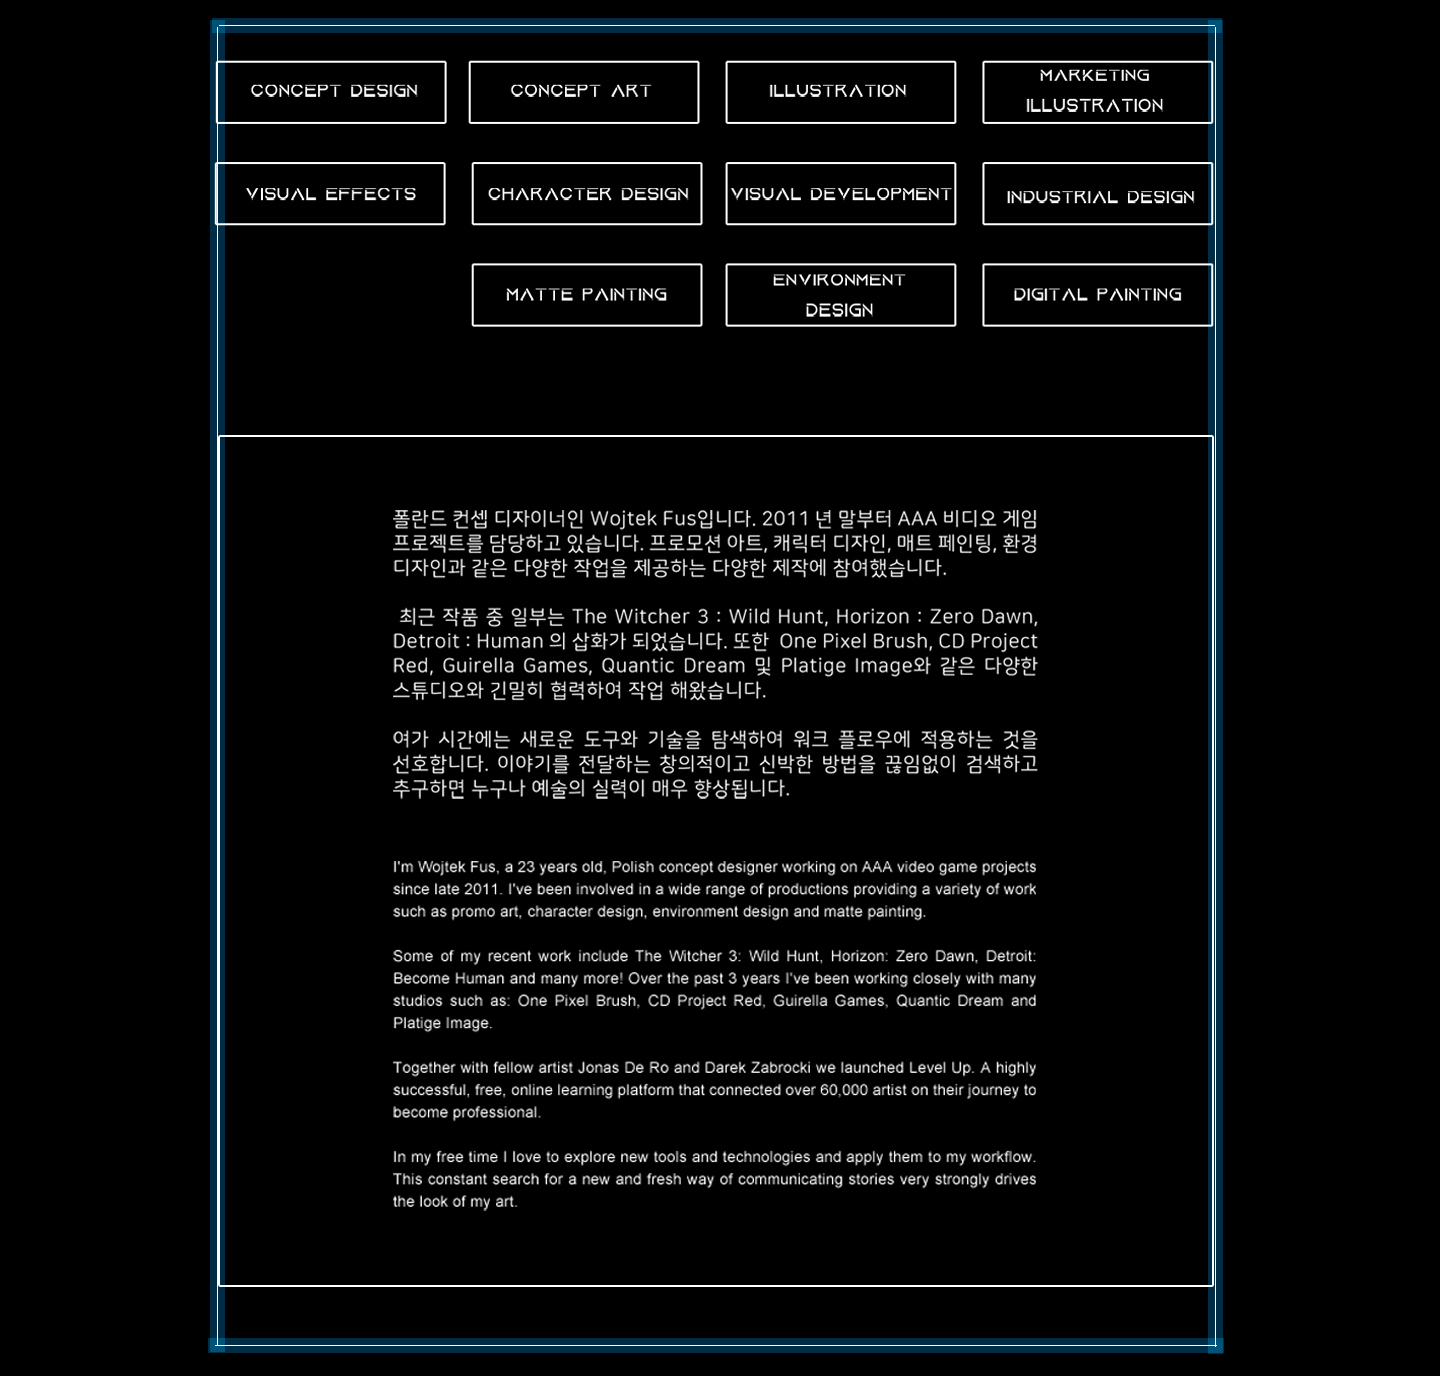 CONCEPT DESIGN
CONCEPT ART
ILLUSTRATION
MARKETING
ILLUSTRATION
VISUAL EFFECTS
CHARACTER DESIGN
VISUAL DEVELOPMENT
INDUSTRIAL DESIGN
MATTE PAINTING
ENVIRONMENT
DESIGN
DIGITAL PAINTING
폴란드 컨셉 디자이너인 Wojtek Fus입니다. 2011 년 말부터 AAA 비디오 게임
프로젝트를 담당하고 있습니다. 프로모션 아트, 캐릭터 디자인, 매트 페인팅, 환경
디자인과 같은 다양한 작업을 제공하는 다양한 제작에 참여했습니다.
최근 작품 중 일부는 The Witcher 3 : Wild Hunt, Horizon : Zero Dawn,
Detroit : Human 의 삽화가 되었습니다. 또한 One Pixel Brush, CD Project
Red, Guirella Games, Quantic Dream 및 Platige Image와 같은 다양한
스튜디오와 긴밀히 협력하여 작업 해왔습니다.
여가 시간에는 새로운 도구와 기술을 탐색하여 워크 플로우에 적용하는 것을
선호합니다. 이야기를 전달하는 창의적이고 신박한 방법을 끊임없이 검색하고
추구하면 누구나 예술의 실력이 매우 향상됩니다.
I'm Wojtek Fus, a 23 years old, Polish concept designer working on AAA video game projects
since late 2011. I've been involved in a wide range of productions providing a variety of work
such as promo art, character design, environment design and matte painting.
Some of my recent work include The Witcher 3: Wild Hunt, Horizon: Zero Dawn, Detroit:
Become Human and many more! Over the past 3 years I've been working closely with many
studios such as: One Pixel Brush, CD Project Red, Guirella Games, Quantic Dream and
Platige Image.
Together with fellow artist Jonas De Ro and Darek Zabrocki we launched Level Up. A highly
successful, free, online learning platform that connected over 60,000 artist on their journey to
become professional.
In my free time I love to explore new tools and technologies and apply them to my workflow.
This constant search for a new and fresh way of communicating stories very strongly drives
the look of my art.